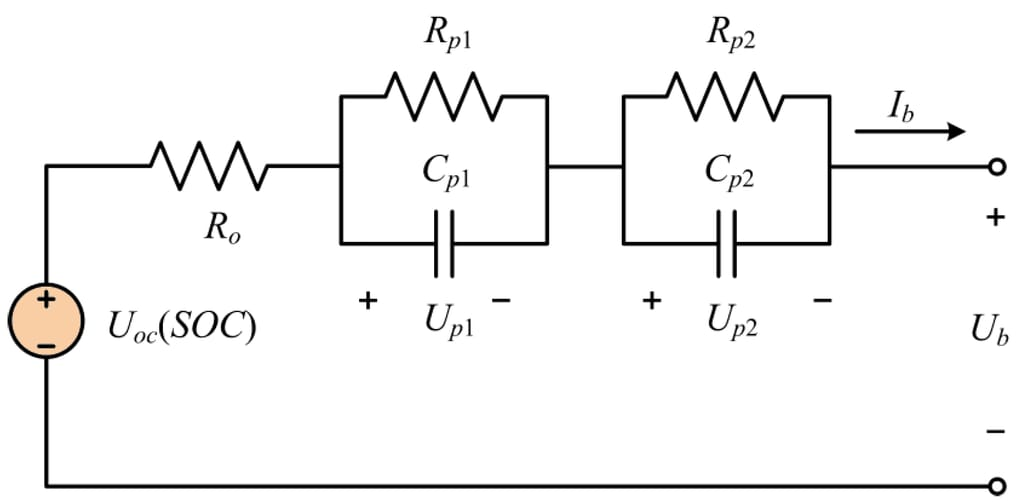 Rp1
Rp2
Ib
Cp1
Cp2
Ro
+
+
−
Uoc(SOC)
+ −
Up1
+ −
Up2
Ub
−
−